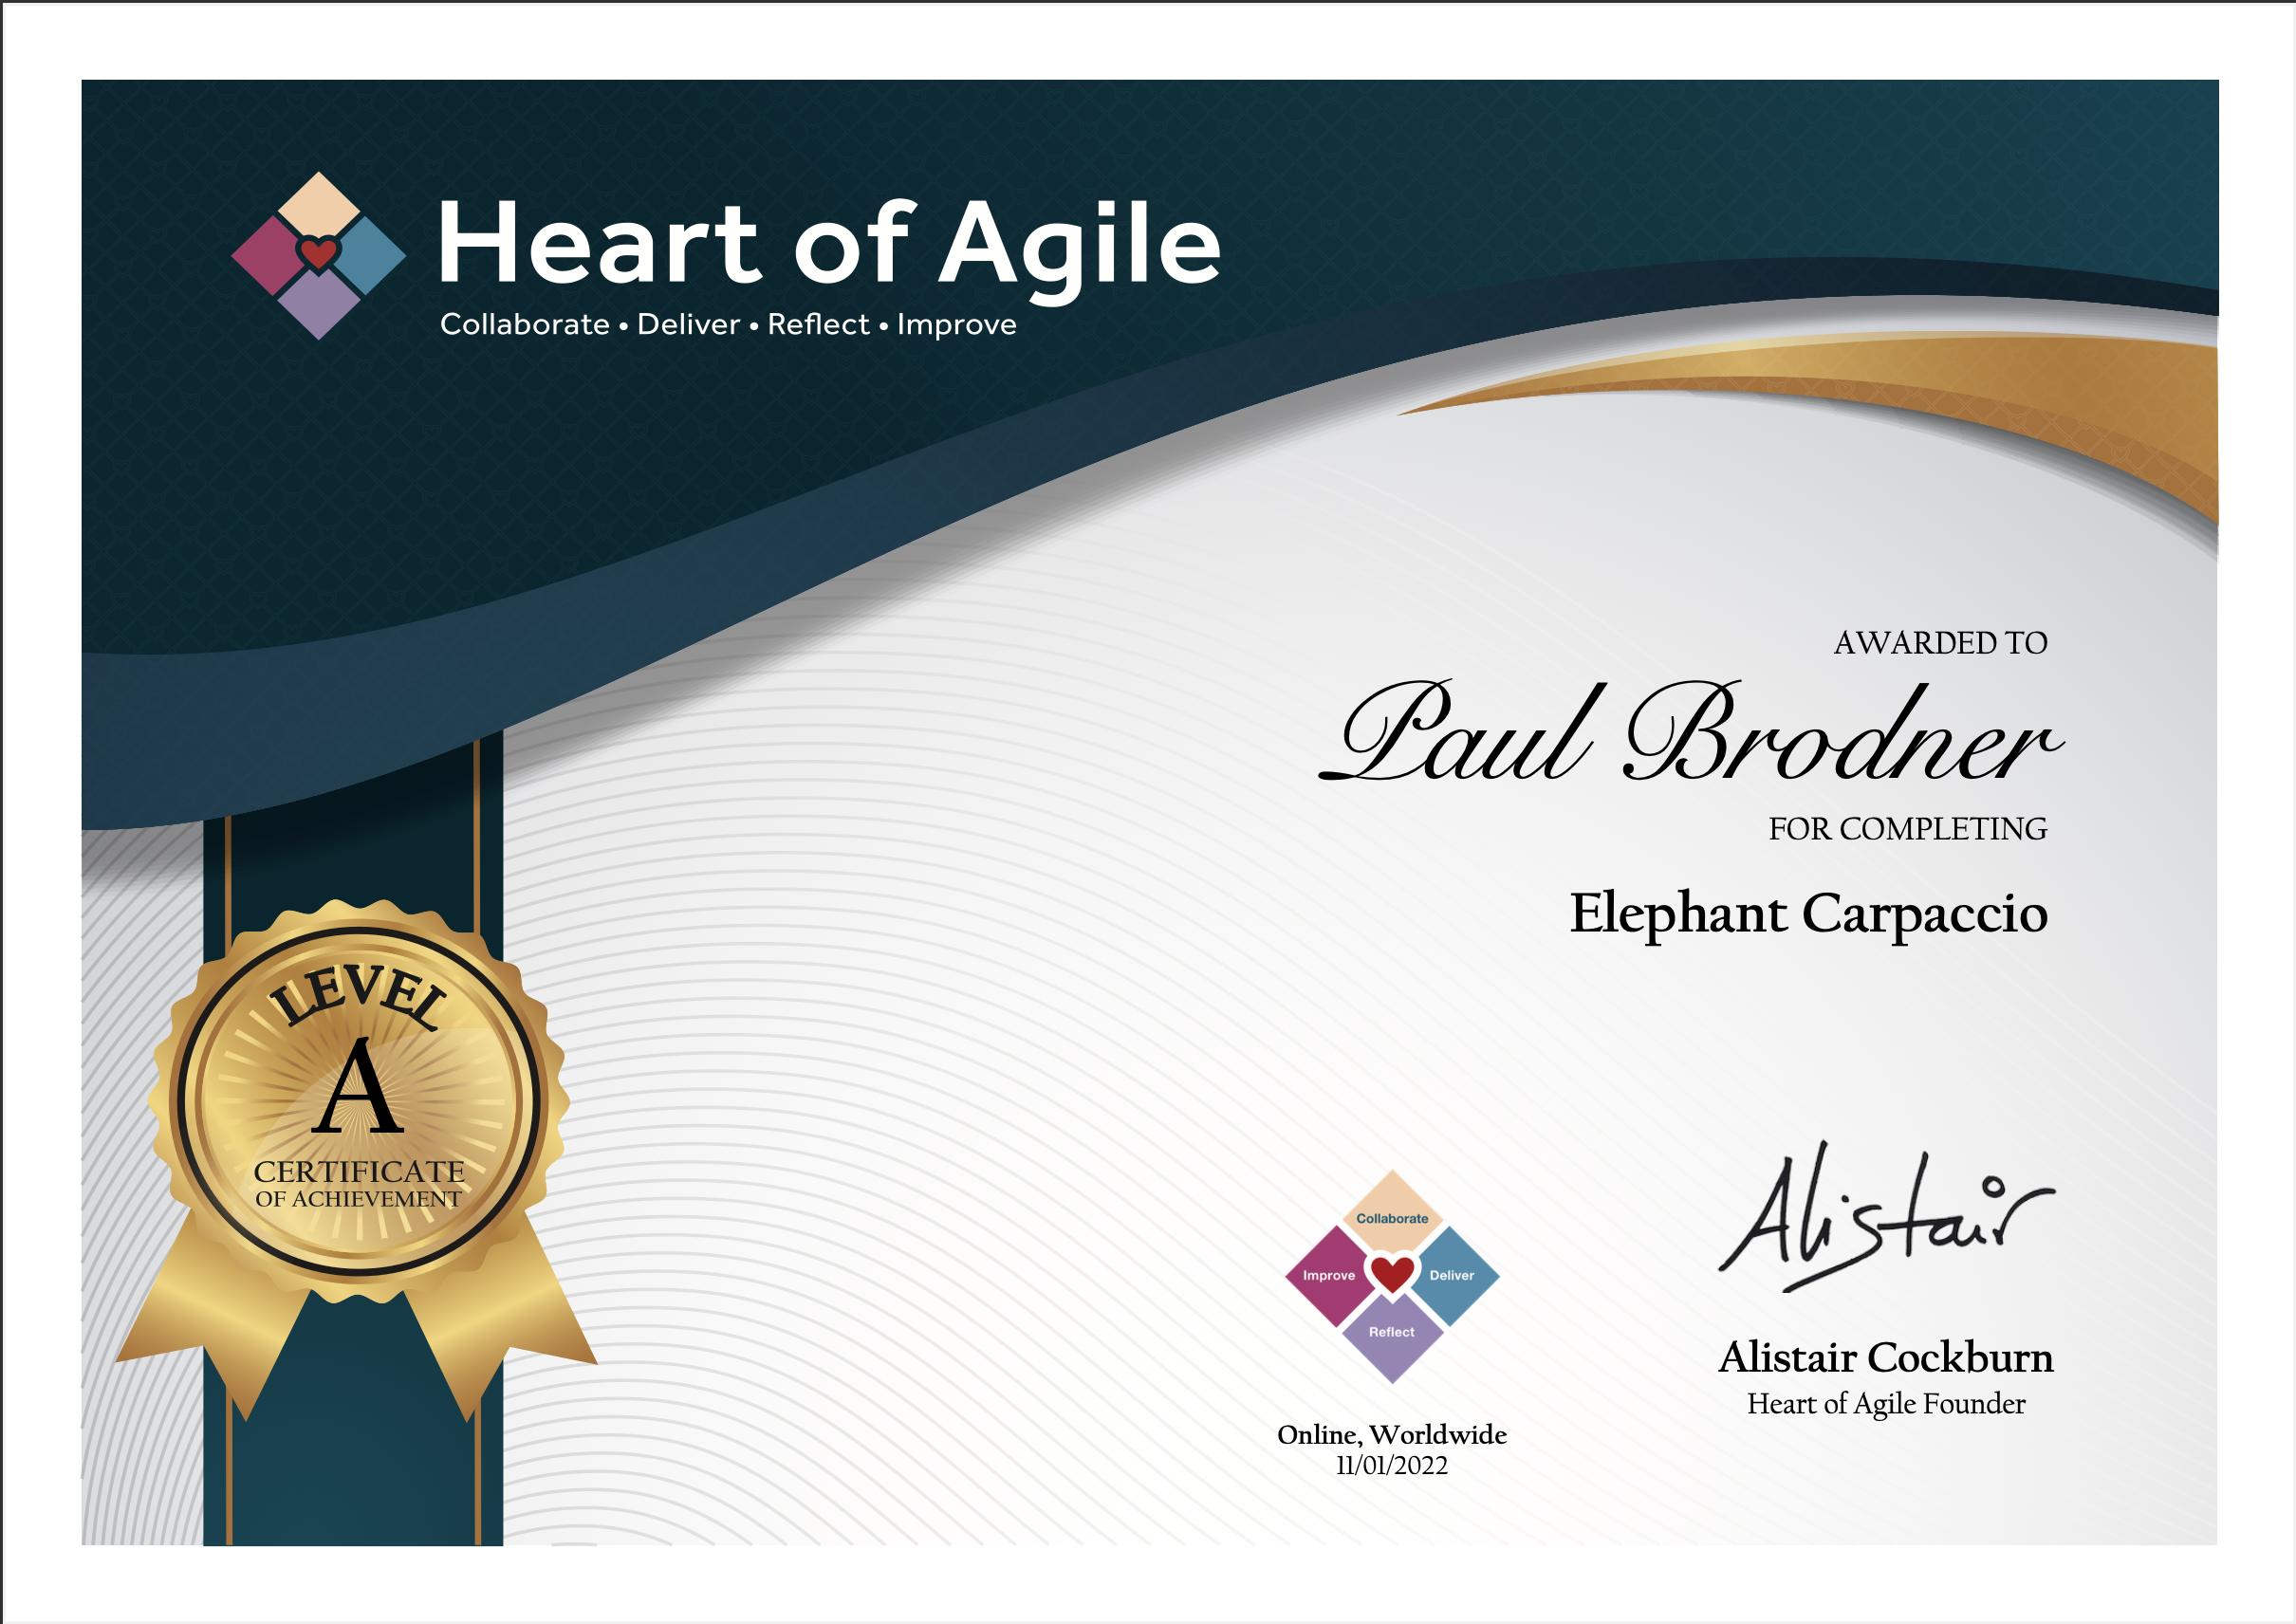 Heart of Agile
Collaborate • Deliver • Reflect • Improve
AWARDED TO
Paul Brodner
FOR COMPLETING
Elephant Carpaccio
LEVEL
A
CERTIFICATE
OF ACHIEVEMENT
Collaborate
Improve
Deliver
Reflect
Online, Worldwide
11/01/2022
Alistair
Alistair Cockburn
Heart of Agile Founder